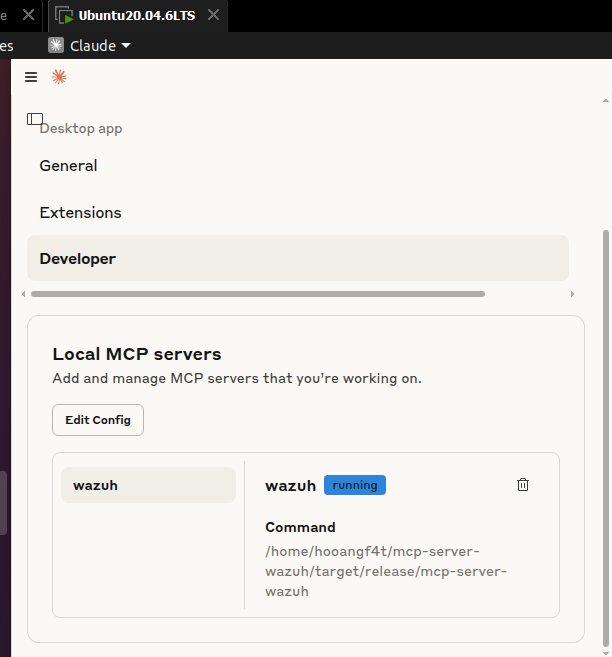 e
Ubuntu20.04.6LTS
es
Claude
Desktop app
General
Extensions
Developer
Local MCP servers
Add and manage MCP servers that you're working on.
Edit Config
wazuh
wazuh running
Command
/home/hooangf4t/mcp-server-
wazuh/target/release/mcp-server-
wazuh